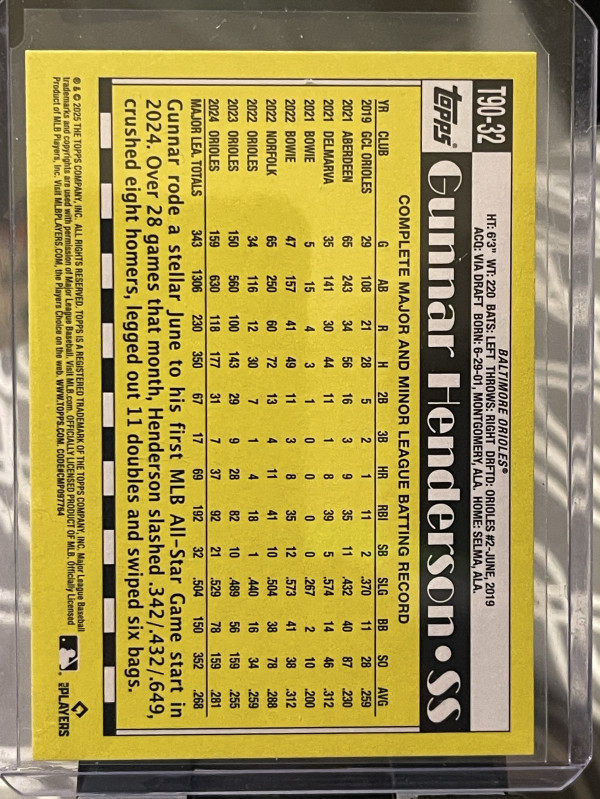 T90-32
topps
Gunnar Henderson • SS
BALTIMORE ORIOLES®
HT: 6'3" WT: 220 BATS: LEFT THROWS: RIGHT DRFTD: ORIOLES #2-JUNE, 2019
ACQ: VIA DRAFT BORN: 6-29-01, MONTGOMERY, ALA. HOME: SELMA, ALA.
COMPLETE MAJOR AND MINOR LEAGUE BATTING RECORD
YR CLUB G AB R H 2B 3B HR RBI SB SLG BB SO AVG
2019 GCL ORIOLES 29 108 21 28 5 2 1 11 2 .370 11 28 .259
2021 ABERDEEN 65 243 34 56 16 3 9 35 11 .432 40 87 .230
2021 DELMARVA 35 141 30 44 11 1 8 39 5 .574 14 46 .312
2021 BOWIE 5 15 4 3 1 0 0 0 0 .267 2 10 .200
2022 BOWIE 47 157 41 49 11 3 8 35 12 .573 41 38 .312
2022 NORFOLK 65 250 60 72 13 4 11 41 10 .504 38 78 .288
2022 ORIOLES 34 116 12 30 7 1 4 18 1 .440 16 34 .259
2023 ORIOLES 150 560 100 143 29 9 28 82 10 .489 56 159 .255
2024 ORIOLES 159 630 118 177 31 7 37 92 21 .529 78 159 .281
MAJOR LEA. TOTALS 343 1306 230 350 67 17 69 192 32 .504 150 352 .268
Gunnar rode a stellar June to his first MLB All-Star Game start in
2024. Over 28 games that month, Henderson slashed .342/.432/.649,
crushed eight homers, legged out 11 doubles and swiped six bags.
® & © 2025 THE TOPPS COMPANY, INC. ALL RIGHTS RESERVED. TOPPS IS A REGISTERED TRADEMARK OF THE TOPPS COMPANY, INC. Major League Baseball
trademarks and copyrights are used with permission of Major League Baseball. Visit MLB.com. OFFICIALLY LICENSED PRODUCT OF MLB. Officially Licensed
Product of MLB Players, Inc. Visit MLBPLAYERS.COM, the Players Choice on the web. WWW.TOPPS.COM. CODE#CMP097764
MLB PLAYERS